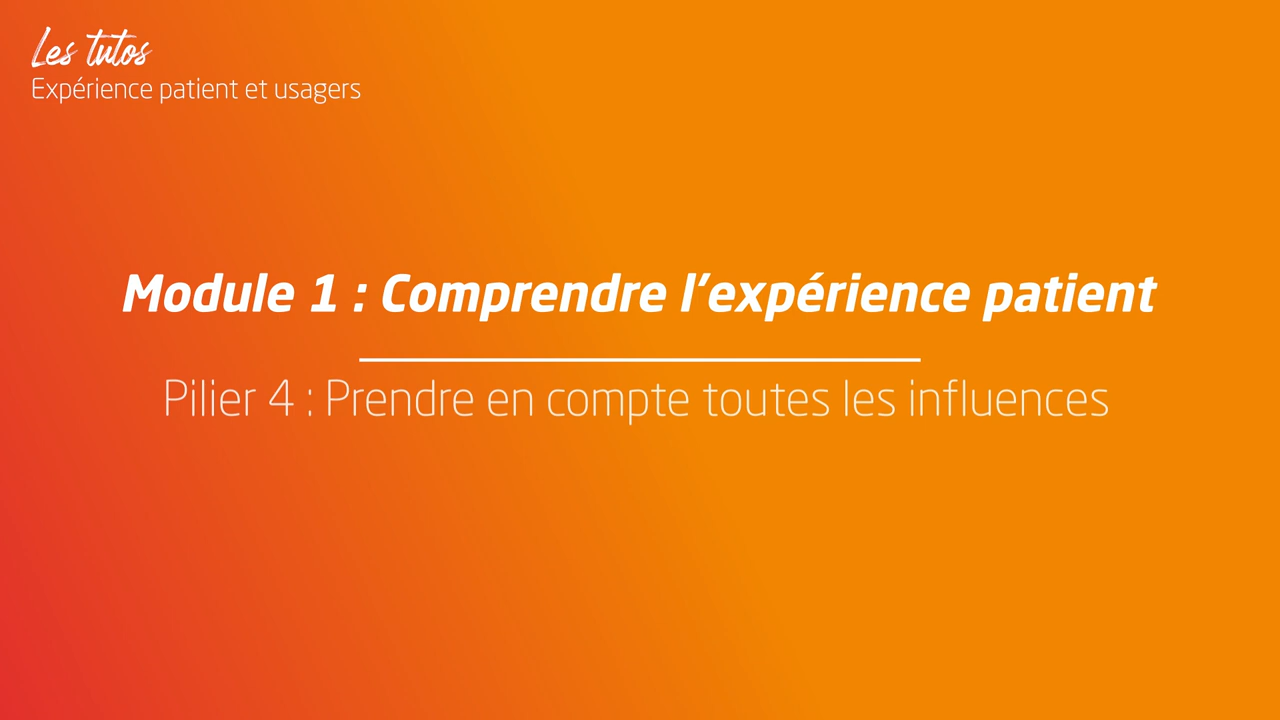 Les tutos
Expérience patient et usagers
Module 1 : Comprendre l’expérience patient
Pilier 4 : Prendre en compte toutes les influences